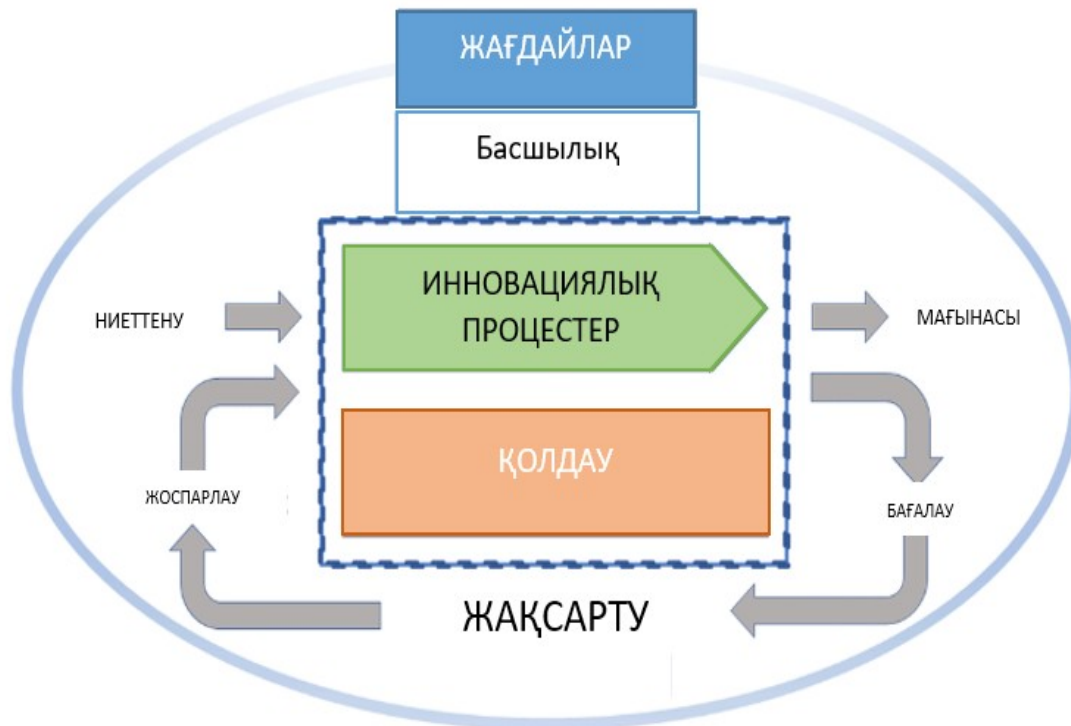 ЖАҒДАЙЛАР
Басшылық
ИННОВАЦИЯЛЫҚ
ПРОЦЕСТЕР
НИЕТТЕНУ
МАҒЫНАСЫ
ҚОЛДАУ
ЖОСПАРЛАУ
БАҒАЛАУ
ЖАҚСАРТУ